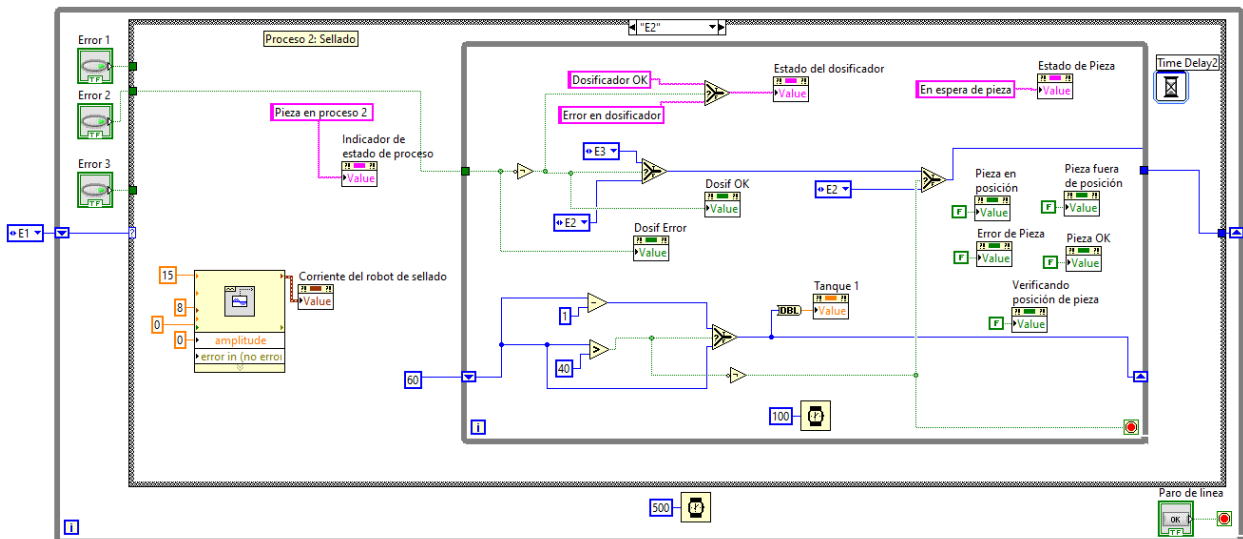 "E2"
Error 1
TF
Error 2
TF
Error 3
TF
E1
?
Proceso 2: Sellado
Pieza en proceso 2
Indicador de
estado de proceso
Value
Dosificador OK
Error en dosificador
Estado del dosificador
Value
En espera de pieza
Estado de Pieza
Value
Time Delay2
E3
E2
Dosif OK
Value
Dosif Error
Value
E2
Pieza en
posición
F
Value
Pieza fuera
de posición
F
Value
Error de Pieza
F
Value
Pieza OK
F
Value
Verificando
posición de pieza
F
Value
15
8
0
0
amplitude
error in (no erro
Corriente del robot de sellado
Value
60
1
40
>
DBL
Tanque 1
Value
100
i
500
i
Paro de línea
OK
TF